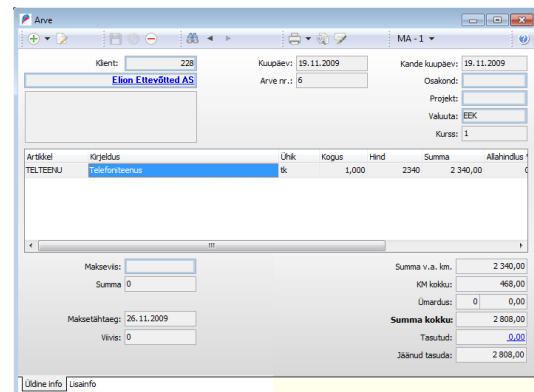 Arve
MA - 1
Klient: 228 Kuupäev: 19.11.2009 Kande kuupäev: 19.11.2009
Elion Ettevõtted AS Arve nr.: 6 Osakond:
Projekt:
Valuuta: EEK
Kurss: 1
Artikkel Kirjeldus Ühik Kogus Hind Summa Allahindlus
TELTEENU Telefoniteenus tk 1,000 2340 2 340,00
Makseviis: Summa v.a. km. 2 340,00
Summa 0 KM kokku: 468,00
Ümardus: 0 0,00
Maksetähtaeg: 26.11.2009 Summa kokku: 2 808,00
Viivis: 0 Tasutud: 0,00
Jäänud tasuda: 2 808,00
Üldine info Lisainfo